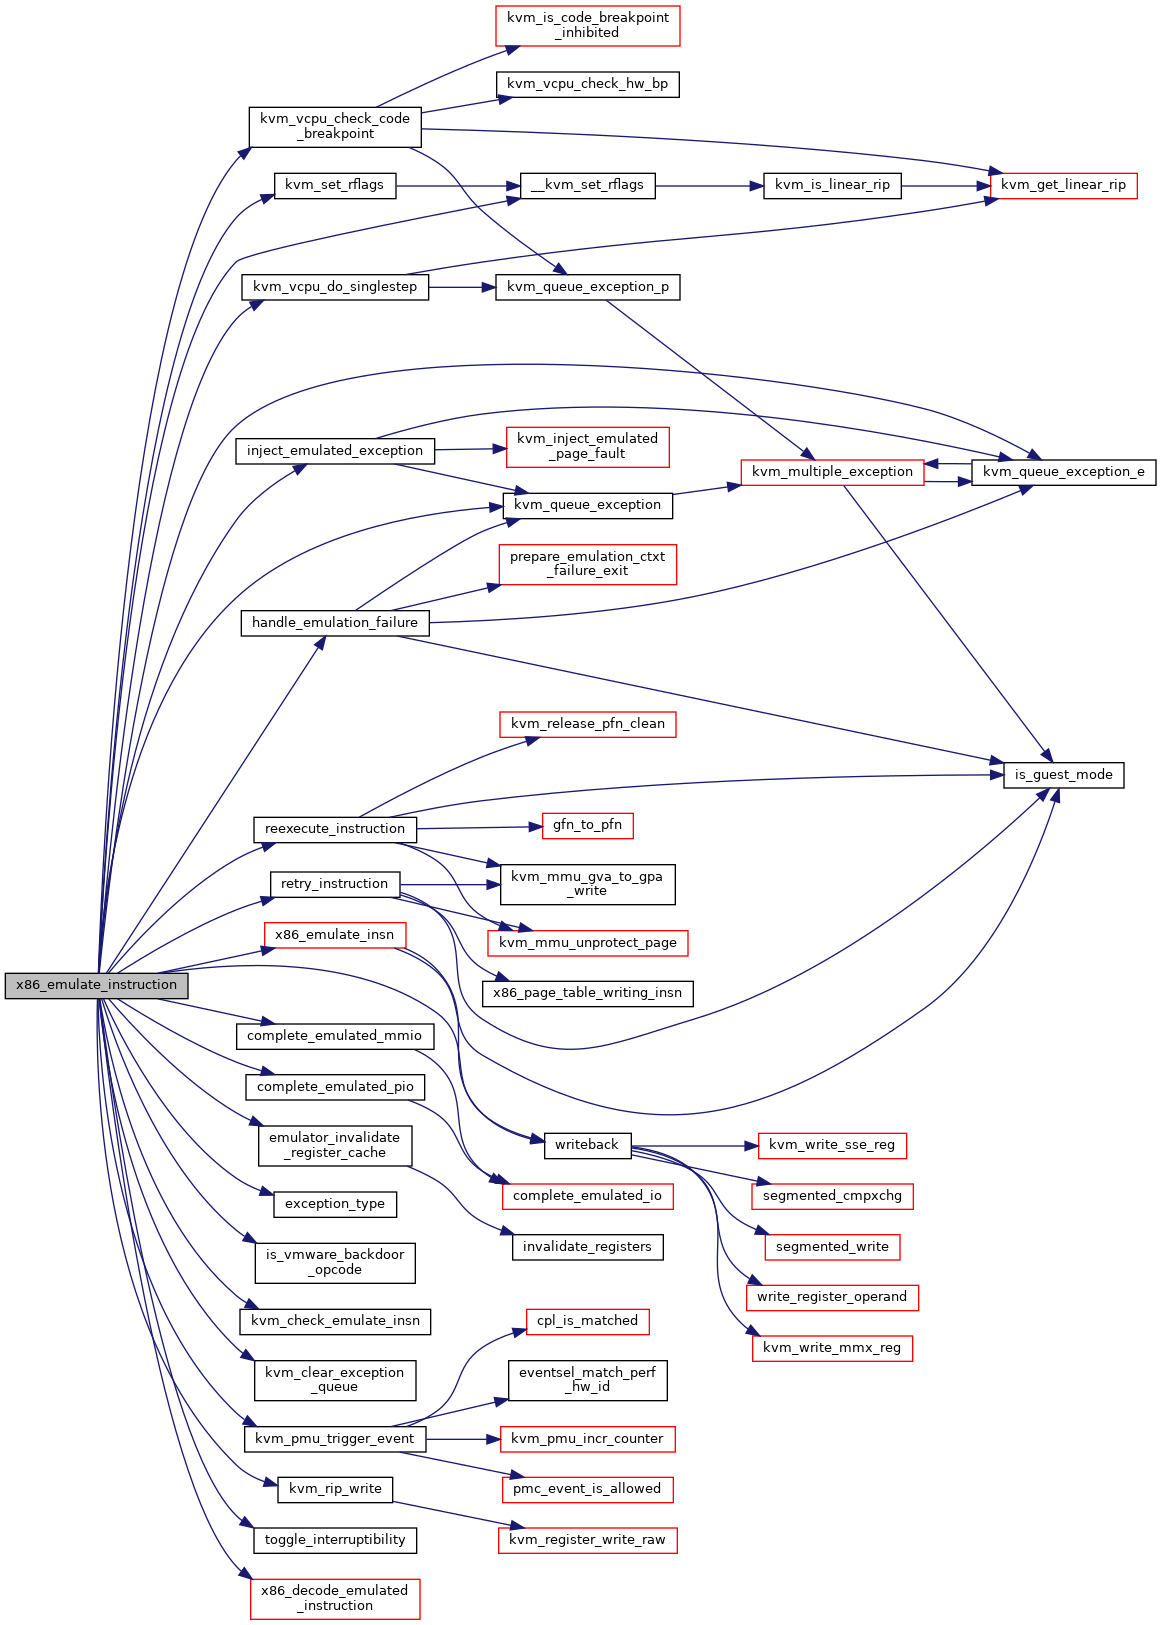 kvm_is_code_breakpoint
_inhibited
kvm_vcpu_check_hw_bp
kvm_vcpu_check_code
_breakpoint
kvm_set_rflags
__kvm_set_rflags
kvm_is_linear_rip
kvm_get_linear_rip
kvm_vcpu_do_singlestep
kvm_queue_exception_p
inject_emulated_exception
kvm_inject_emulated
_page_fault
kvm_multiple_exception
kvm_queue_exception_e
kvm_queue_exception
prepare_emulation_ctxt
_failure_exit
handle_emulation_failure
kvm_release_pfn_clean
is_guest_mode
reexecute_instruction
gfn_to_pfn
retry_instruction
kvm_mmu_gva_to_gpa
_write
x86_emulate_insn
kvm_mmu_unprotect_page
x86_emulate_instruction
x86_page_table_writing_insn
complete_emulated_mmio
complete_emulated_pio
emulator_invalidate
_register_cache
writeback
kvm_write_sse_reg
exception_type
complete_emulated_io
segmented_cmpxchg
is_vmware_backdoor
_opcode
invalidate_registers
segmented_write
kvm_check_emulate_insn
write_register_operand
kvm_clear_exception
_queue
cpl_is_matched
kvm_write_mmx_reg
eventsel_match_perf
_hw_id
kvm_pmu_trigger_event
kvm_pmu_incr_counter
kvm_rip_write
pmc_event_is_allowed
toggle_interruptibility
kvm_register_write_raw
x86_decode_emulated
_instruction